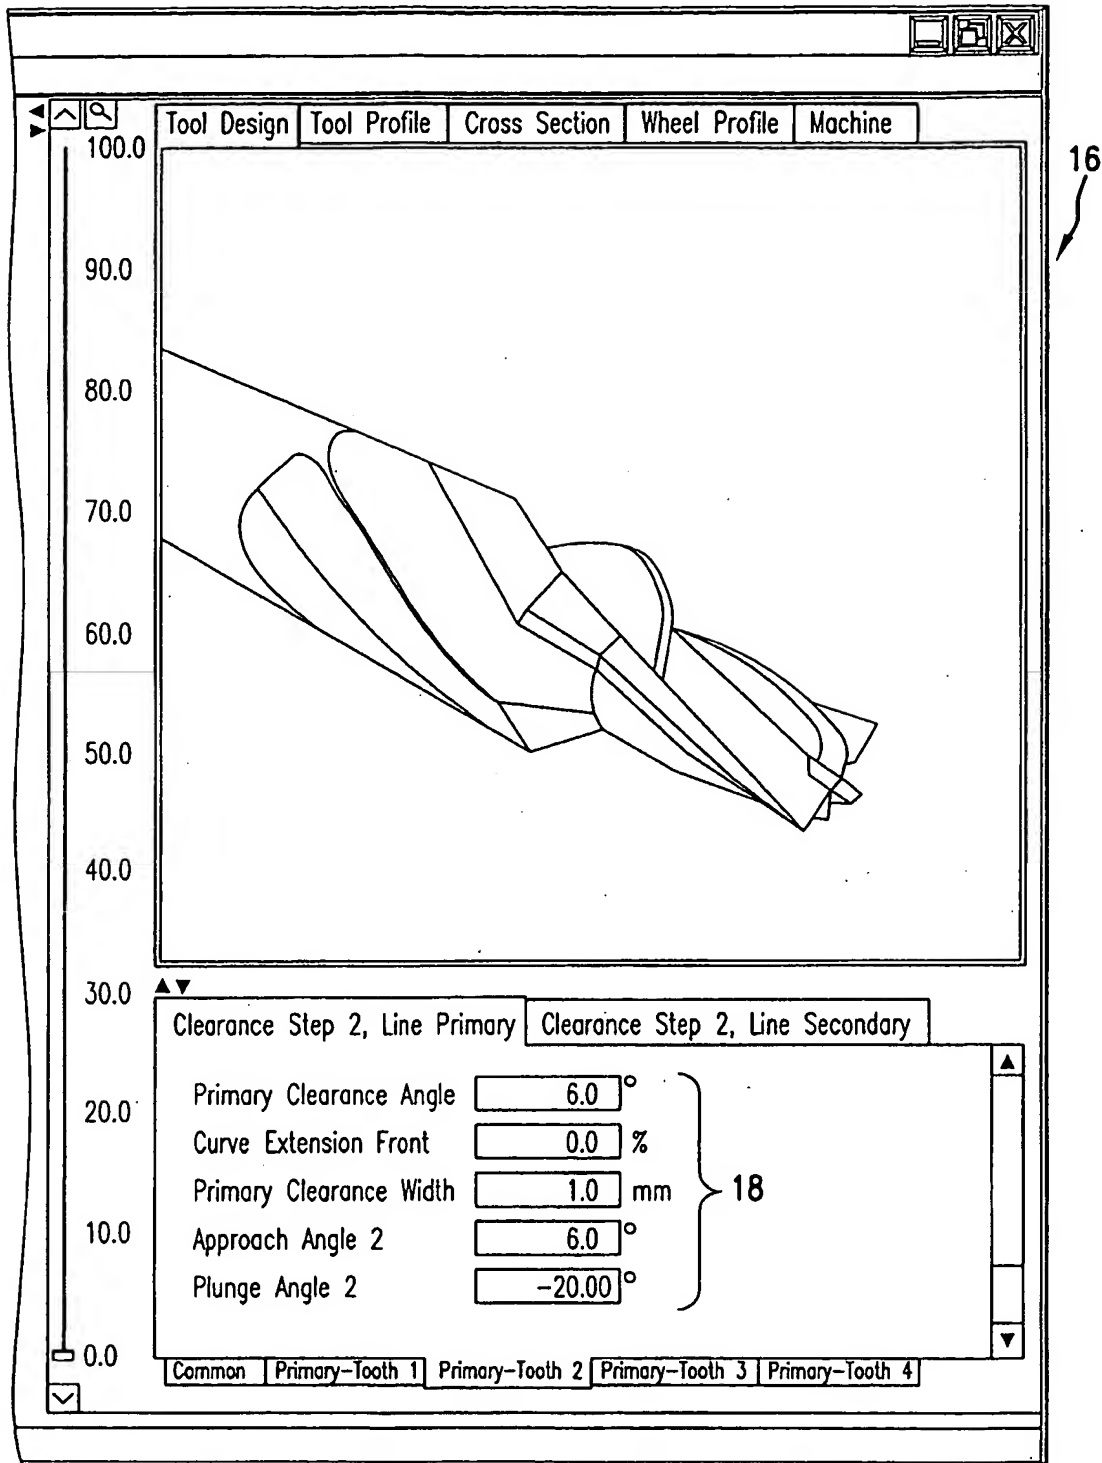 Tool Design Tool Profile Cross Section Wheel Profile Machine
100.0
16
90.0
80.0
70.0
60.0
50.0
40.0
30.0
20.0
10.0
0.0
Clearance Step 2, Line Primary Clearance Step 2, Line Secondary
Primary Clearance Angle 6.0 °
Curve Extension Front 0.0 %
Primary Clearance Width 1.0 mm
Approach Angle 2 6.0 °
Plunge Angle 2 -20.00 °
18
Common Primary-Tooth 1 Primary-Tooth 2 Primary-Tooth 3 Primary-Tooth 4